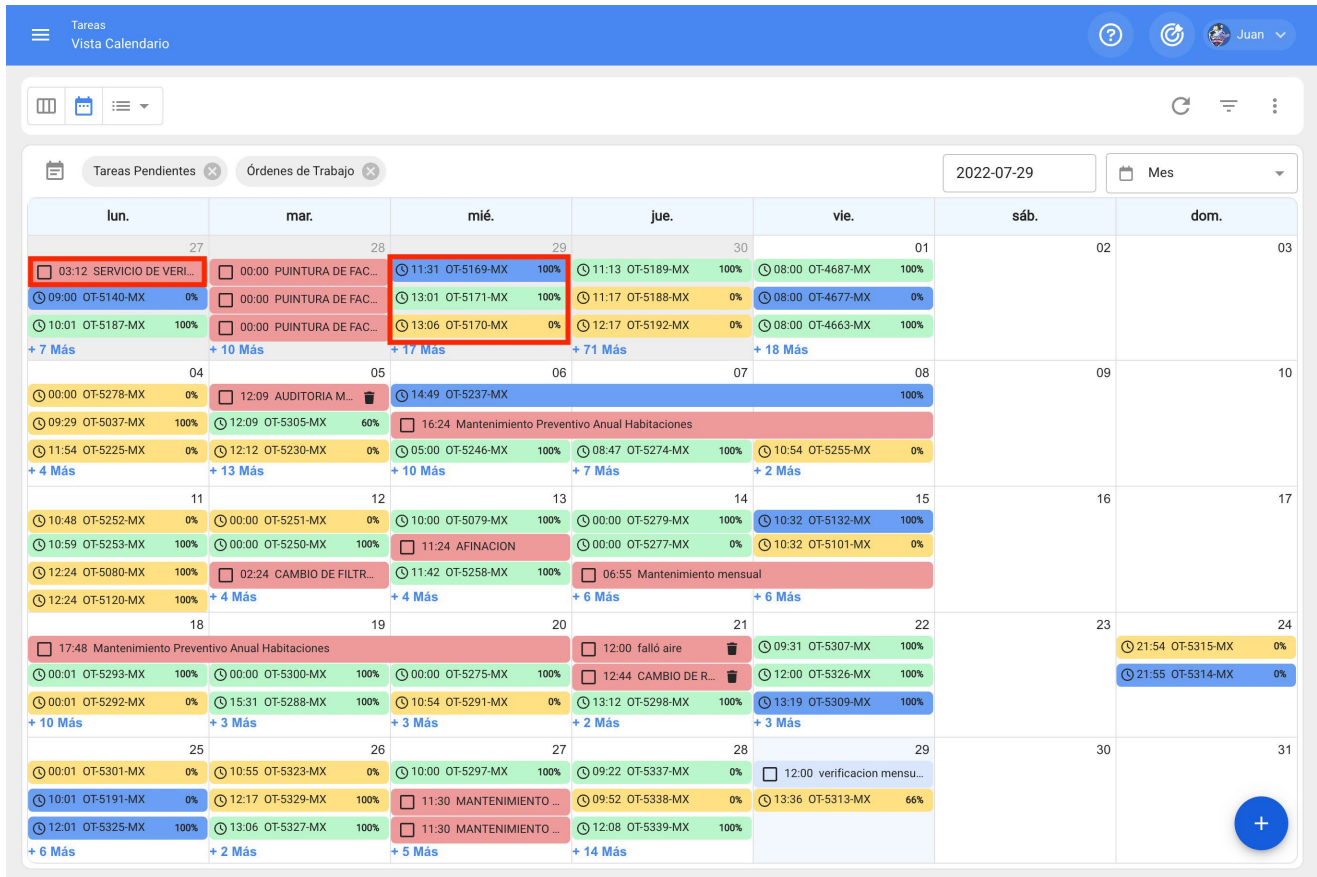 Tareas
Vista Calendario
Juan
Tareas Pendientes
Órdenes de Trabajo
2022-07-29
Mes
lun. mar. mié. jue. vie. sáb. dom.
27 28 29 30 01 02 03
03:12 SERVICIO DE VERI... 00:00 PUINTURA DE FAC... 11:31 OT-5169-MX 100% 11:13 OT-5189-MX 100% 08:00 OT-4687-MX 100%
09:00 OT-5140-MX 0% 00:00 PUINTURA DE FAC... 13:01 OT-5171-MX 100% 11:17 OT-5188-MX 0% 08:00 OT-4677-MX 0%
10:01 OT-5187-MX 100% 00:00 PUINTURA DE FAC... 13:06 OT-5170-MX 0% 12:17 OT-5192-MX 0% 08:00 OT-4663-MX 100%
+ 7 Más + 10 Más + 17 Más + 71 Más + 18 Más
04 05 06 07 08 09 10
00:00 OT-5278-MX 0% 12:09 AUDITORIA M... 14:49 OT-5237-MX 100%
09:29 OT-5037-MX 100% 12:09 OT-5305-MX 60% 16:24 Mantenimiento Preventivo Anual Habitaciones
11:54 OT-5225-MX 0% 12:12 OT-5230-MX 0% 05:00 OT-5246-MX 100% 08:47 OT-5274-MX 100% 10:54 OT-5255-MX 0%
+ 4 Más + 13 Más + 10 Más + 7 Más + 2 Más
11 12 13 14 15 16 17
10:48 OT-5252-MX 0% 00:00 OT-5251-MX 0% 10:00 OT-5079-MX 100% 00:00 OT-5279-MX 100% 10:32 OT-5132-MX 100%
10:59 OT-5253-MX 100% 00:00 OT-5250-MX 100% 11:24 AFINACION 00:00 OT-5277-MX 0% 10:32 OT-5101-MX 0%
12:24 OT-5080-MX 100% 02:24 CAMBIO DE FILTR... 11:42 OT-5258-MX 100% 06:55 Mantenimiento mensual
12:24 OT-5120-MX 100% + 4 Más + 4 Más + 6 Más + 6 Más
18 19 20 21 22 23 24
17:48 Mantenimiento Preventivo Anual Habitaciones 12:00 falló aire 09:31 OT-5307-MX 100% 21:54 OT-5315-MX 0%
00:01 OT-5293-MX 100% 00:00 OT-5300-MX 100% 00:00 OT-5275-MX 100% 12:44 CAMBIO DE R... 12:00 OT-5326-MX 100% 21:55 OT-5314-MX 0%
00:01 OT-5292-MX 0% 15:31 OT-5288-MX 100% 10:54 OT-5291-MX 0% 13:12 OT-5298-MX 100% 13:19 OT-5309-MX 100%
+ 10 Más + 3 Más + 3 Más + 2 Más + 3 Más
25 26 27 28 29 30 31
00:01 OT-5301-MX 0% 10:55 OT-5323-MX 0% 10:00 OT-5297-MX 100% 09:22 OT-5337-MX 0% 12:00 verificacion mensu...
10:01 OT-5191-MX 0% 12:17 OT-5329-MX 100% 11:30 MANTENIMIENTO ... 09:52 OT-5338-MX 0% 13:36 OT-5313-MX 66%
12:01 OT-5325-MX 100% 13:06 OT-5327-MX 100% 11:30 MANTENIMIENTO ... 12:08 OT-5339-MX 100%
+ 6 Más + 2 Más + 5 Más + 14 Más